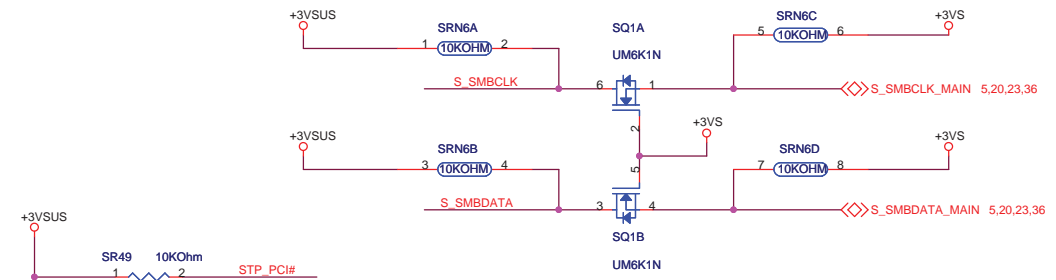 +3VSUS SRN6A SQ1A SRN6C +3VS
1 10KOHM 2 UM6K1N 5 10KOHM 6
S_SMBCLK 6 1 S_SMBCLK_MAIN 5,20,23,36
2 +3VS
+3VSUS SRN6B SRN6D +3VS
3 10KOHM 4 5 7 10KOHM 8
S_SMBDATA 3 4 S_SMBDATA_MAIN 5,20,23,36
+3VSUS SQ1B
SR49 10KOhm UM6K1N
1 2 STP_PCI#